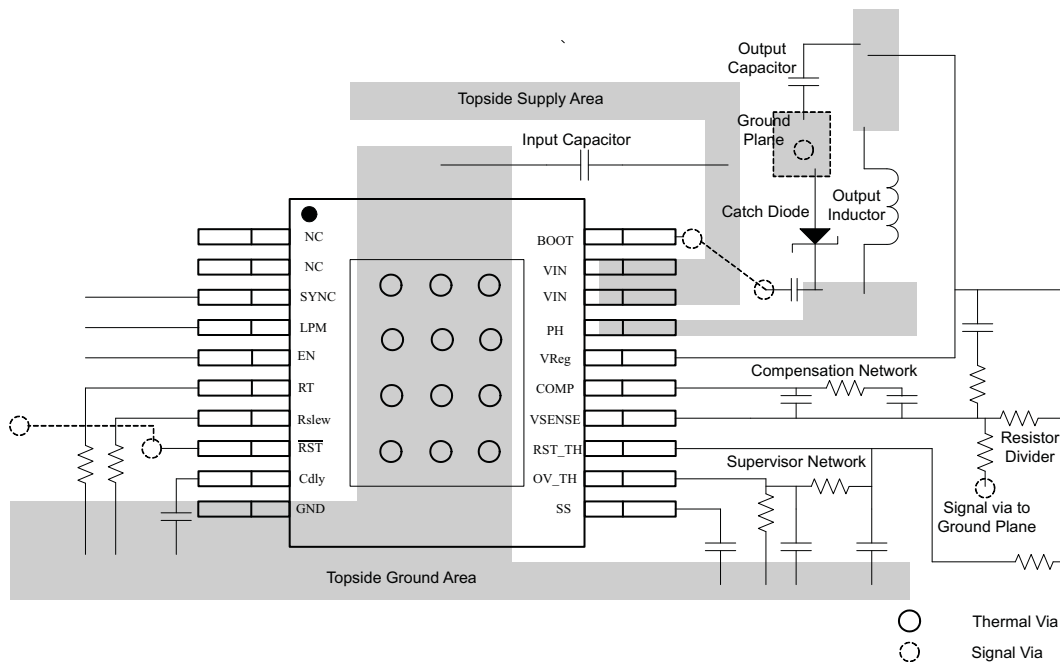 `
Output
Capacitor
Topside Supply Area
Ground
Plane
Input Capacitor
Catch Diode
Output
Inductor
NC
NC
SYNC
LPM
EN
RT
Rslew
RST
Cdly
GND
BOOT
VIN
VIN
PH
VReg
COMP
VSENSE
RST_TH
OV_TH
SS
Compensation Network
Resistor
Divider
Supervisor Network
Signal via to
Ground Plane
Topside Ground Area
Thermal Via
Signal Via